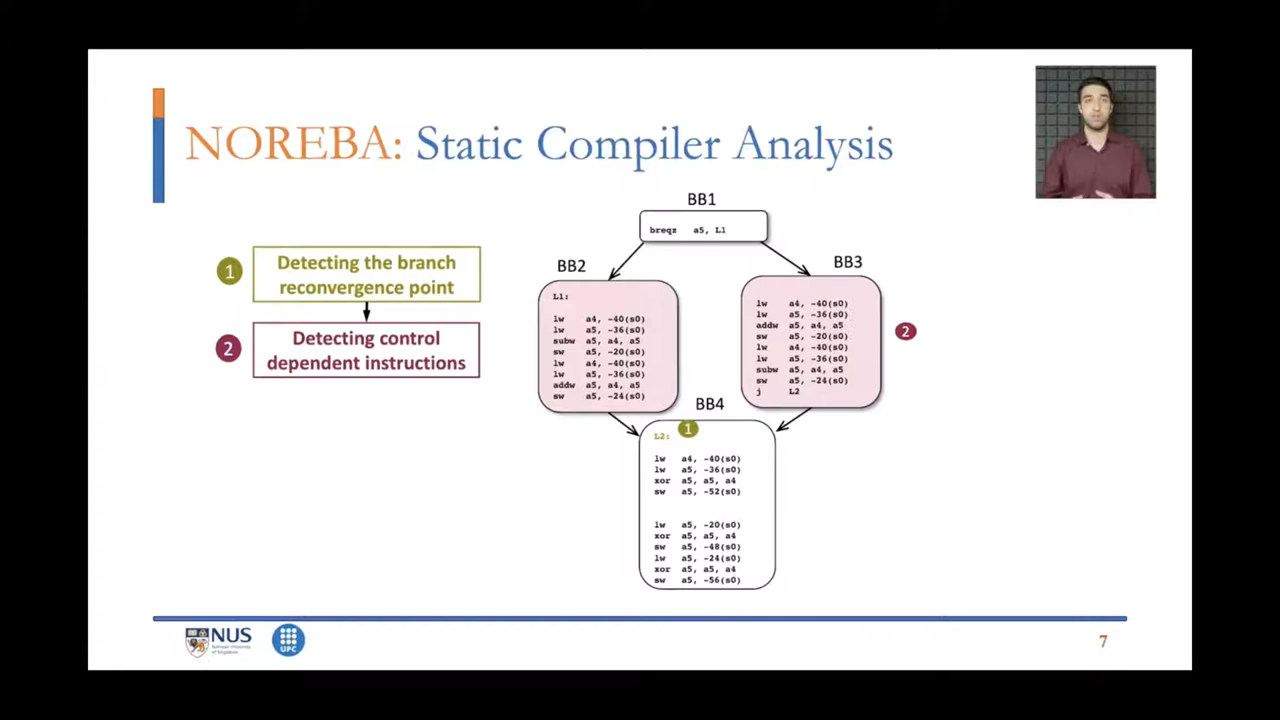 NOREBA: Static Compiler Analysis
1
Detecting the branch
reconvergence point
2
Detecting control
dependent instructions
BB1
breqz a5, L1
BB2
L1:
lw a4, -40(s0)
lw a5, -36(s0)
subw a5, a4, a5
sw a5, -20(s0)
lw a4, -40(s0)
lw a5, -36(s0)
addw a5, a4, a5
sw a5, -24(s0)
BB3
lw a4, -40(s0)
lw a5, -36(s0)
addw a5, a4, a5
sw a5, -20(s0)
lw a4, -40(s0)
lw a5, -36(s0)
subw a5, a4, a5
sw a5, -24(s0)
j L2
2
BB4
L2:
1
lw a4, -40(s0)
lw a5, -36(s0)
xor a5, a5, a4
sw a5, -52(s0)
lw a5, -20(s0)
xor a5, a5, a4
sw a5, -48(s0)
lw a5, -24(s0)
xor a5, a5, a4
sw a5, -56(s0)
NUS
National University
of Singapore
UPC
7